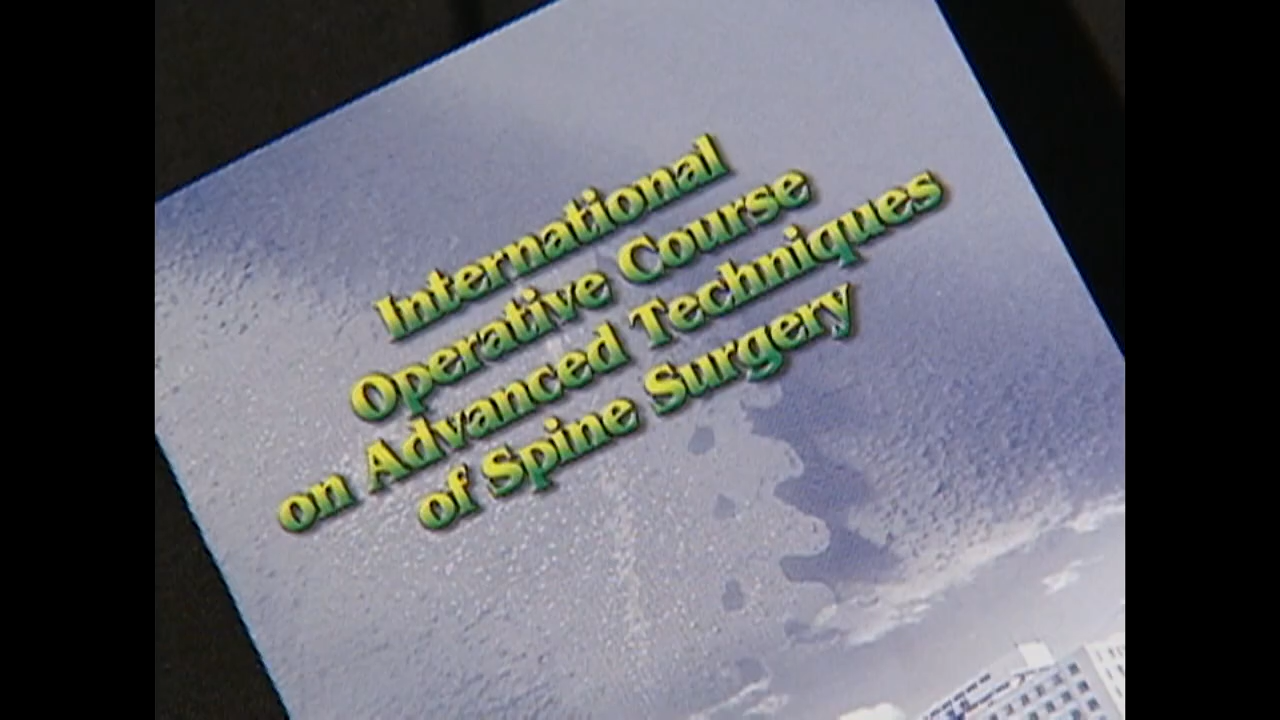 International
Operative Course
on Advanced Techniques
of Spine Surgery